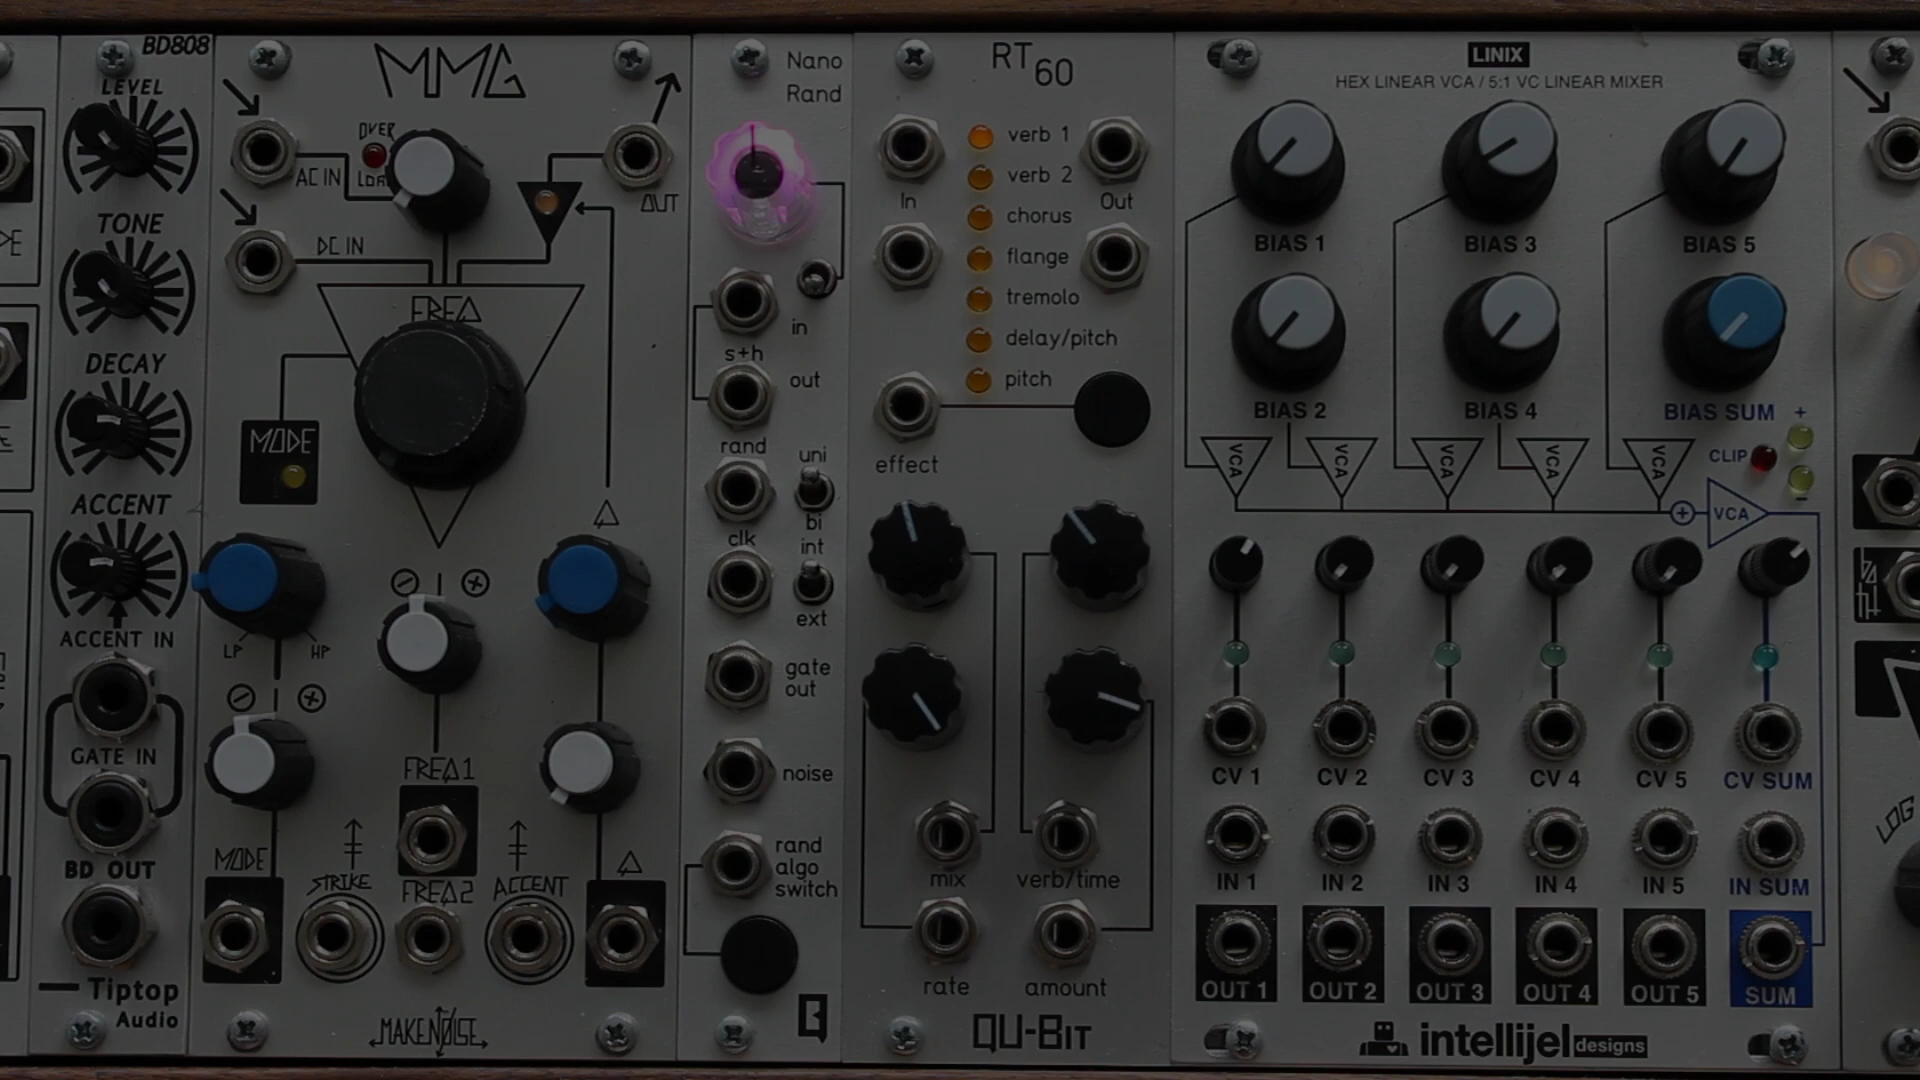 BD808
LEVEL
TONE
DECAY
ACCENT
ACCENT IN
GATE IN
BD OUT
Tiptop
Audio
MMG
OVER
LOAD
AC IN
DC IN
OUT
FREQ
MODE
LP
HP
FREQ1
MODE
STRIKE
FREQ2
ACCENT
MAKENOISE
Nano
Rand
in
s+h
out
rand
uni
bi
clk
int
ext
gate
out
noise
rand
algo
switch
RT
60
verb 1
verb 2
In
Out
chorus
flange
tremolo
delay/pitch
pitch
effect
mix
verb/time
rate
amount
QU-BIT
LINIX
HEX LINEAR VCA / 5:1 VC LINEAR MIXER
BIAS 1
BIAS 3
BIAS 5
BIAS 2
BIAS 4
BIAS SUM
+
CLIP
-
VCA
VCA
VCA
VCA
VCA
VCA
CV 1
CV 2
CV 3
CV 4
CV 5
CV SUM
IN 1
IN 2
IN 3
IN 4
IN 5
IN SUM
OUT 1
OUT 2
OUT 3
OUT 4
OUT 5
SUM
intellijel designs
LOG